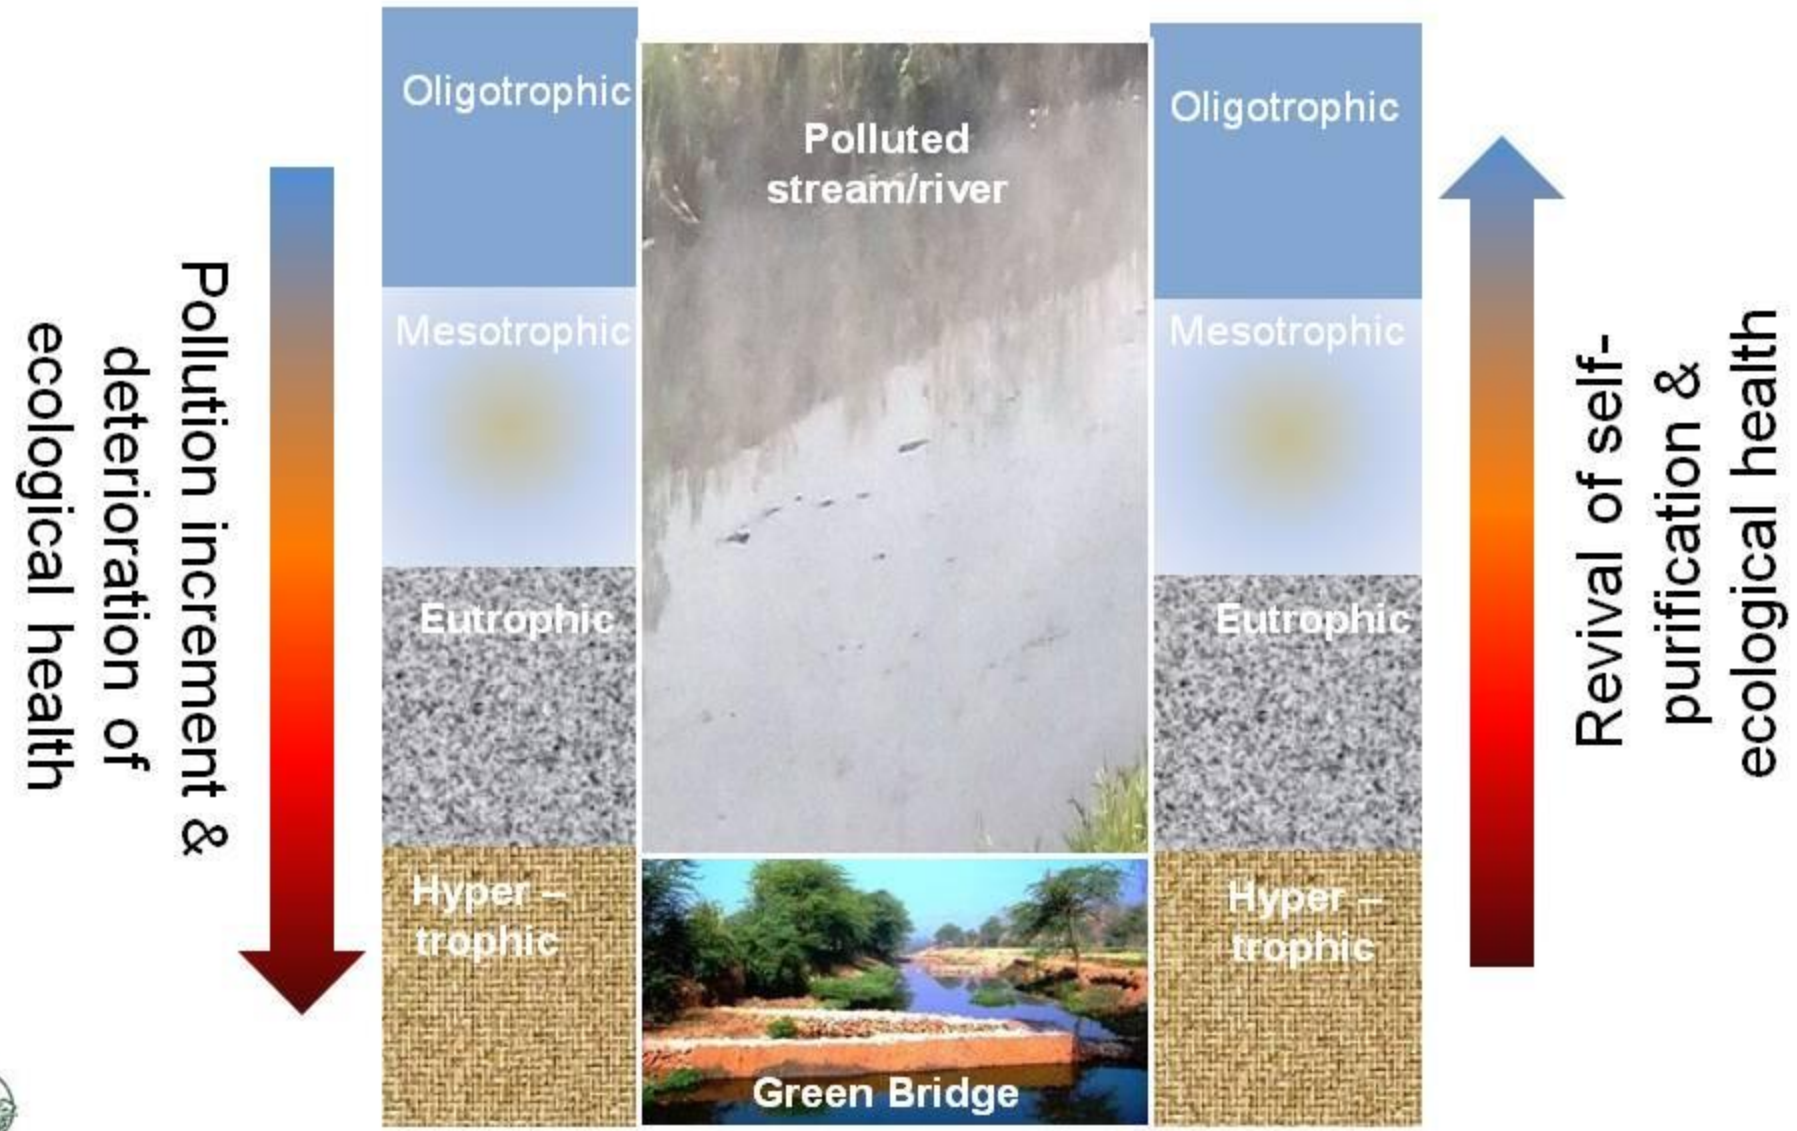 Pollution increment &
deterioration of
ecological health
Oligotrophic
Mesotrophic
Eutrophic
Hyper –
trophic
Polluted
stream/river
Green Bridge
Oligotrophic
Mesotrophic
Eutrophic
Hyper –
trophic
Revival of self-
purification &
ecological health